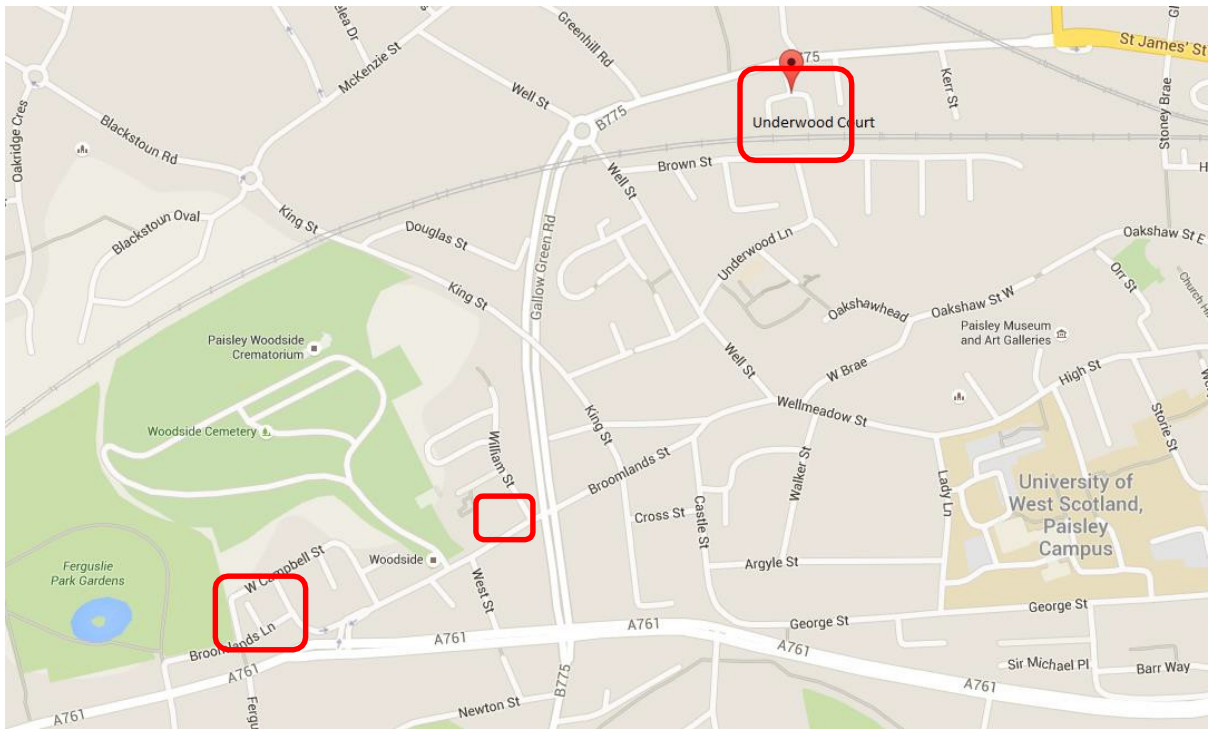 elea Dr
McKenzie St
Greenhill Rd
B775
St James' St
Oakridge Cres
Blackstoun Rd
Well St
B775
Underwood Court
Kerr St
Stoney Brae
Brown St
Well St
King St
Blackstoun Oval
Douglas St
Gallow Green Rd
Underwood Ln
Oakshaw St E
Orr St
King St
Oakshawhead
Oakshaw St W
Paisley Museum
and Art Galleries
Paisley Woodside
Crematorium
Well St
W Brae
High St
Woodside Cemetery
William St
King St
Wellmeadow St
Storie St
Broomlands St
Walker St
Lady Ln
University of
West Scotland,
Paisley
Campus
Cross St
Castle St
Ferguslie
Park Gardens
W Campbell St
Woodside
West St
Argyle St
George St
George St
Broomlands Ln
A761
A761
A761
A761
A761
A761
Sir Michael Pl
Barr Way
B775
Newton St